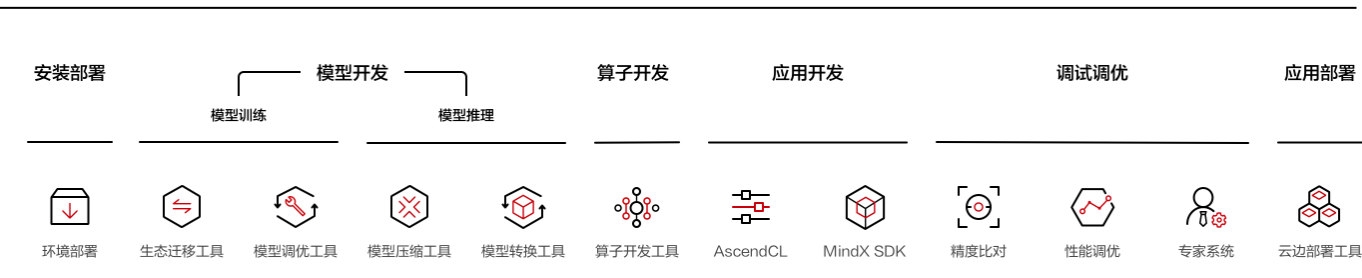 安装部署
模型开发
算子开发
应用开发
调试调优
应用部署
模型训练
模型推理
环境部署
生态迁移工具
模型调优工具
模型压缩工具
模型转换工具
算子开发工具
AscendCL
MindX SDK
精度比对
性能调优
专家系统
云边部署工具